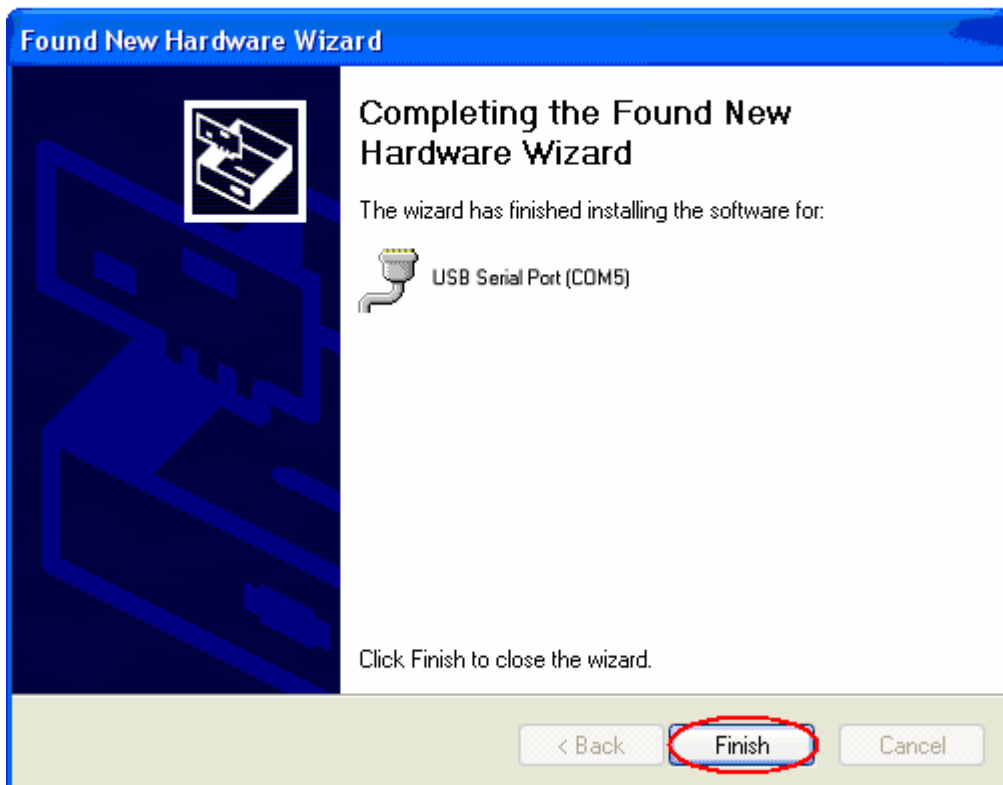 Found New Hardware Wizard
Completing the Found New
Hardware Wizard
The wizard has finished installing the software for:
USB Serial Port (COM5)
Click Finish to close the wizard.
< Back Finish Cancel